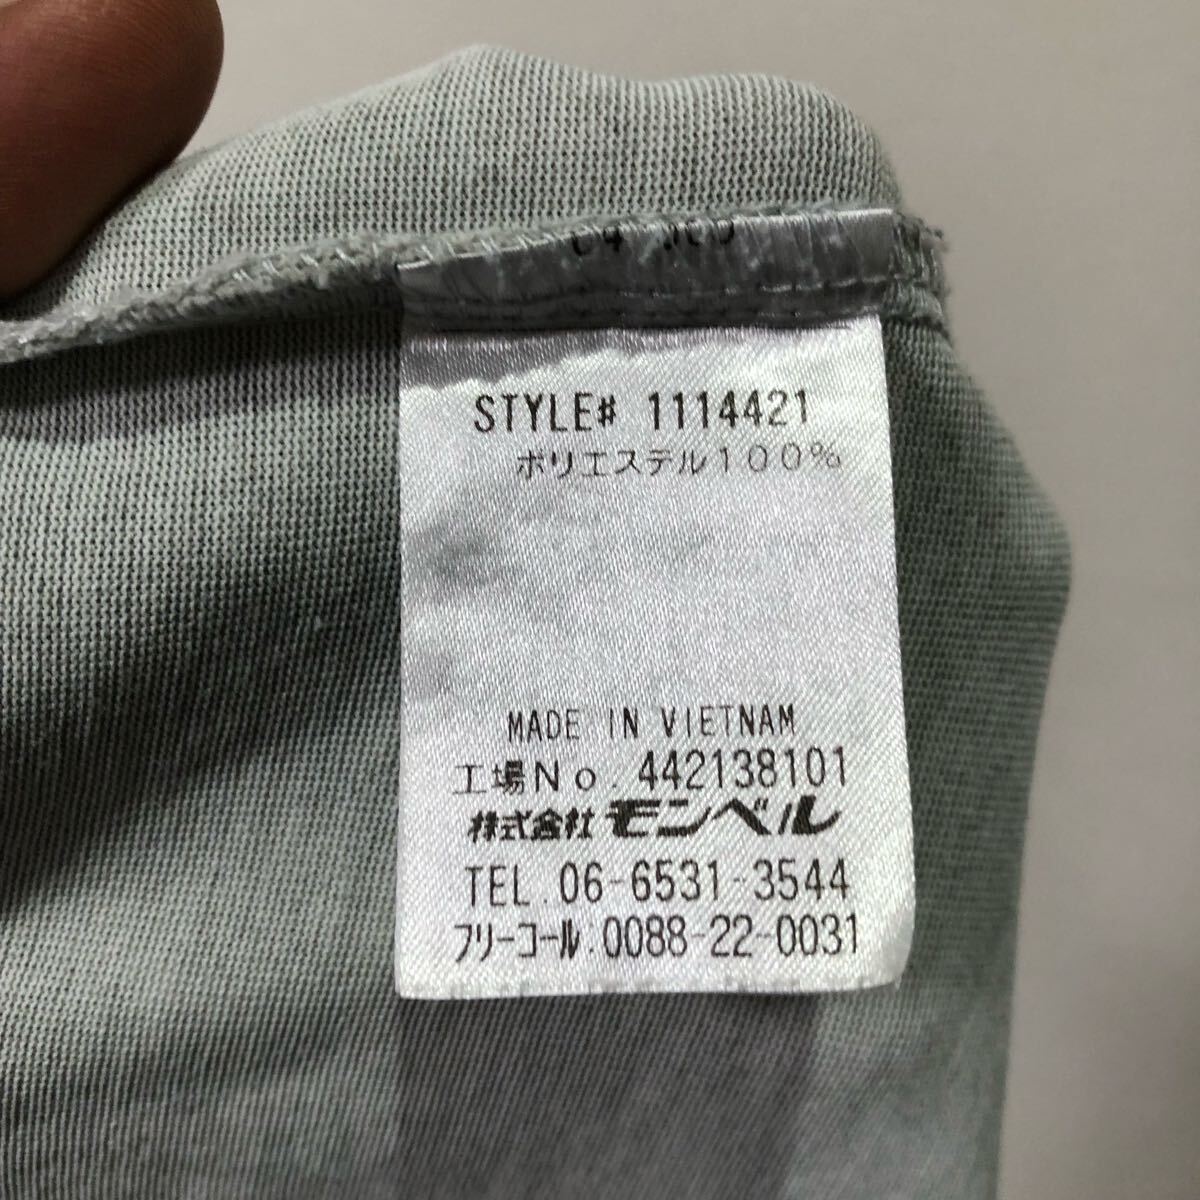 STYLE# 1114421
ポリエステル100%
MADE IN VIETNAM
工場No. 442138101
株式会社 モンベル
TEL. 06-6531-3544
フリーコール. 0088-22-0031